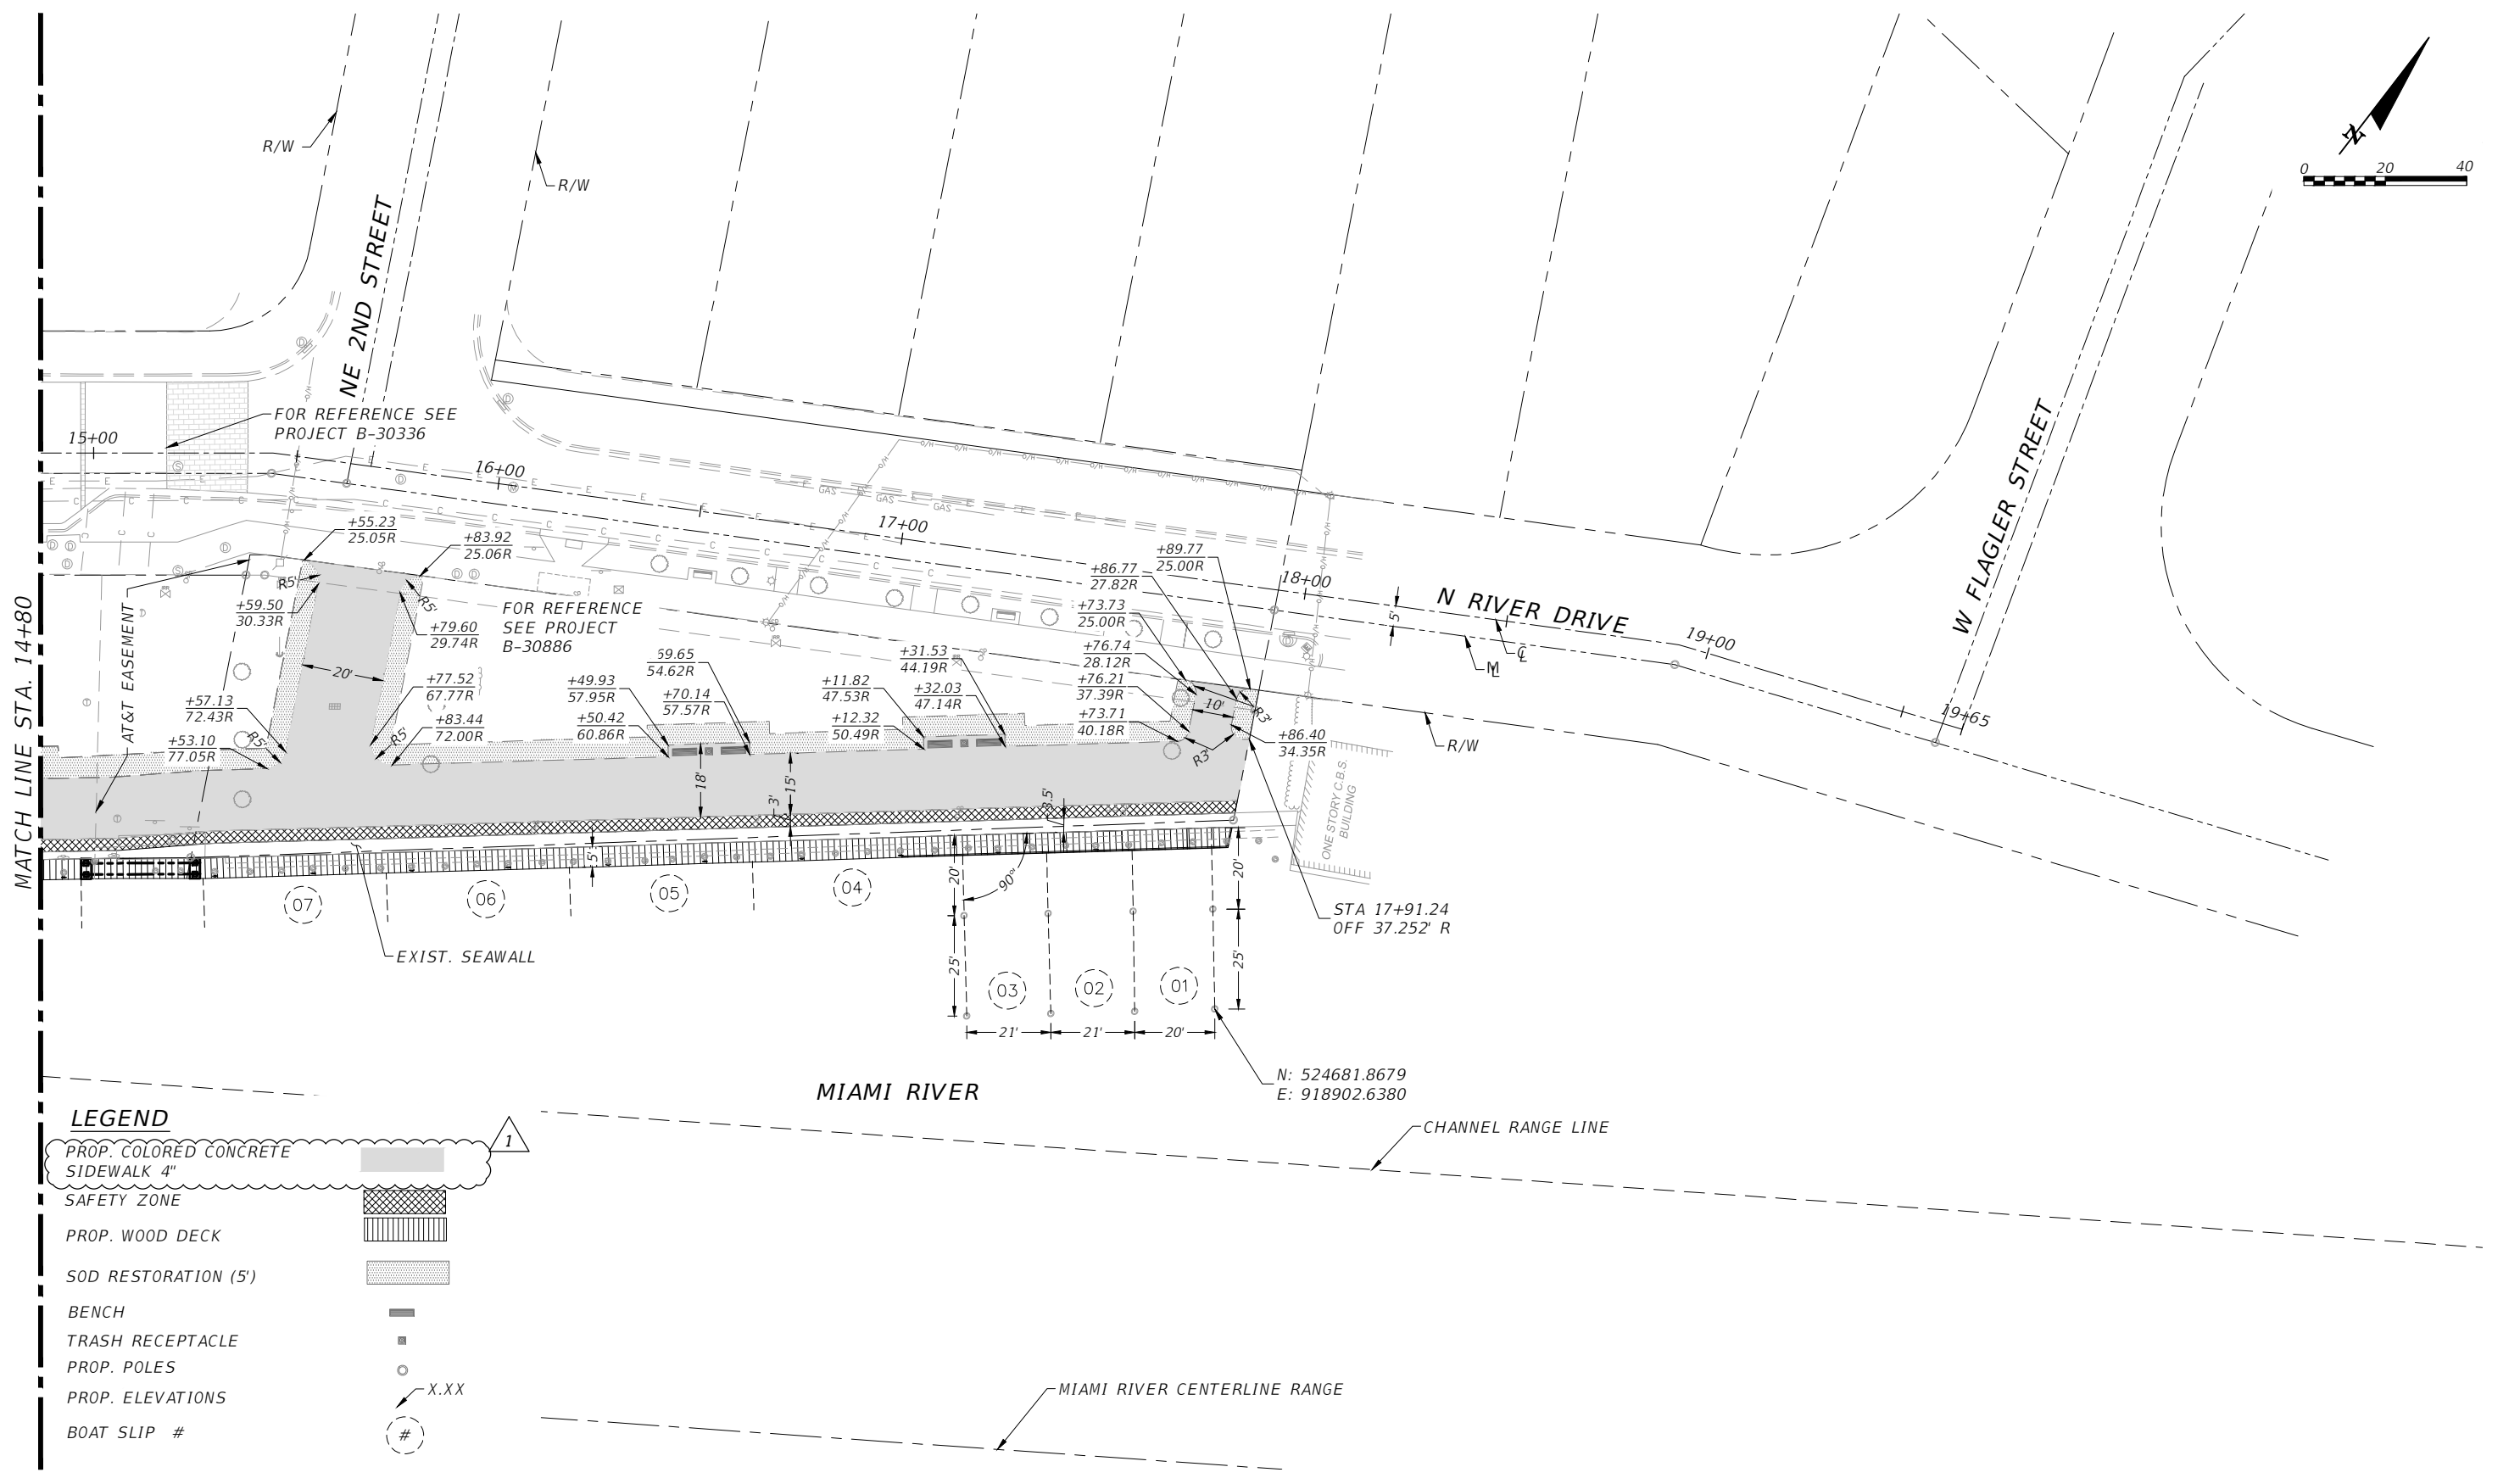 R/W
R/W
N
0 20 40
NE 2ND STREET
FOR REFERENCE SEE
PROJECT B-30336
15+00
16+00
17+00
18+00
19+00
19+65
W FLAGLER STREET
N RIVER DRIVE
5'
℄
ML
R/W
MATCH LINE STA. 14+80
AT&T EASEMENT
GAS
GAS
GAS
+55.23
25.05R
+83.92
25.06R
R5'
R5'
+59.50
30.33R
+79.60
29.74R
FOR REFERENCE
SEE PROJECT
B-30886
20'
+57.13
72.43R
+77.52
67.77R
+53.10
77.05R
R5'
R5'
+83.44
72.00R
+49.93
57.95R
+50.42
60.86R
69.65
54.62R
+70.14
57.57R
+11.82
47.53R
+12.32
50.49R
+31.53
44.19R
+32.03
47.14R
+89.77
25.00R
+86.77
27.82R
+73.73
25.00R
+76.74
28.12R
+76.21
37.39R
+73.71
40.18R
10'
R3'
R3'
+86.40
34.35R
18'
15'
3'
3.5'
5'
ONE STORY C.B.S.
BUILDING
STA 17+91.24
OFF 37.252' R
07
06
05
04
03
02
01
20'
90°
20'
25'
25'
21'
21'
20'
EXIST. SEAWALL
N: 524681.8679
E: 918902.6380
MIAMI RIVER
CHANNEL RANGE LINE
MIAMI RIVER CENTERLINE RANGE
LEGEND
1
PROP. COLORED CONCRETE
SIDEWALK 4"
SAFETY ZONE
PROP. WOOD DECK
SOD RESTORATION (5')
BENCH
TRASH RECEPTACLE
PROP. POLES
PROP. ELEVATIONS X.XX
BOAT SLIP # #